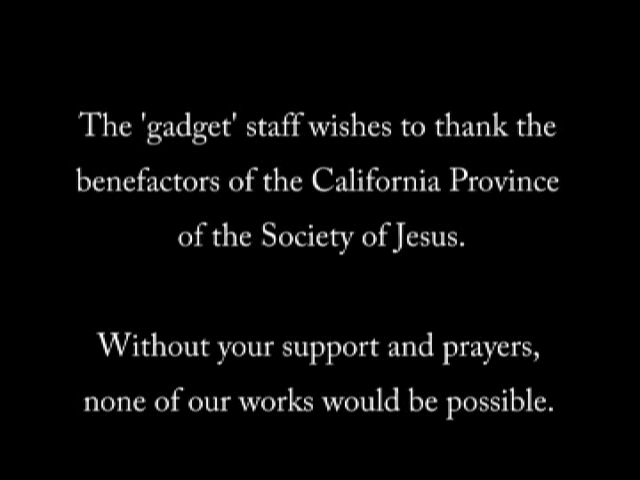 The 'gadget' staff wishes to thank the
benefactors of the California Province
of the Society of Jesus.
Without your support and prayers,
none of our works would be possible.